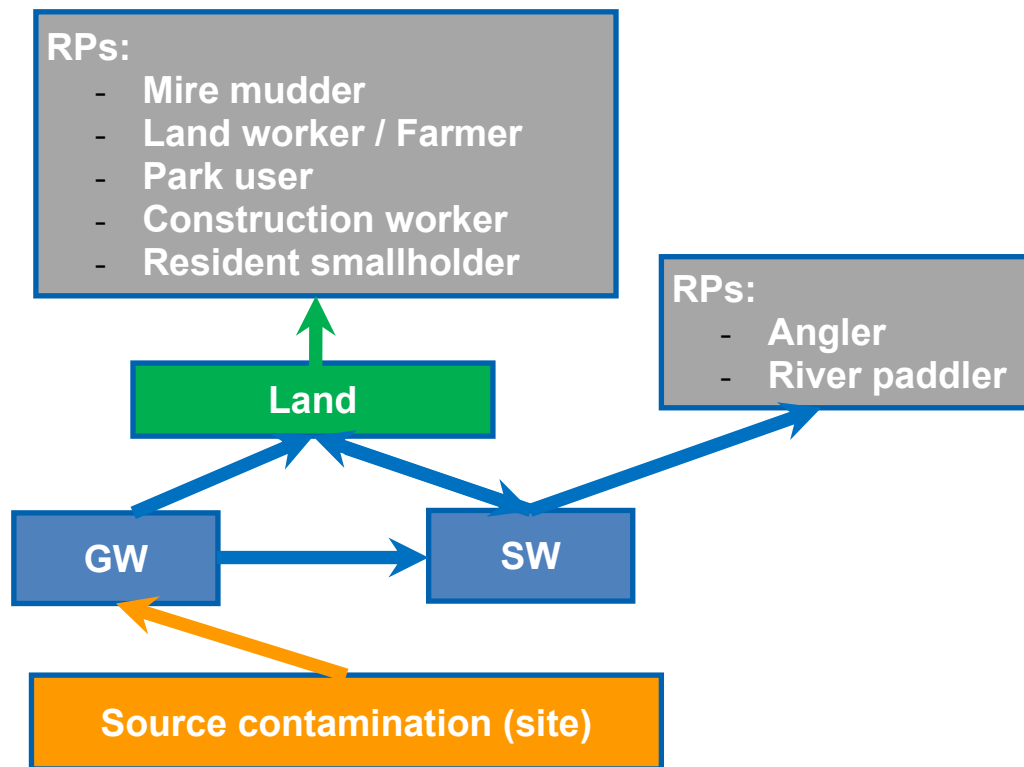 RPs:
- Mire mudder
- Land worker / Farmer
- Park user
- Construction worker
- Resident smallholder
RPs:
- Angler
- River paddler
Land
GW
SW
Source contamination (site)